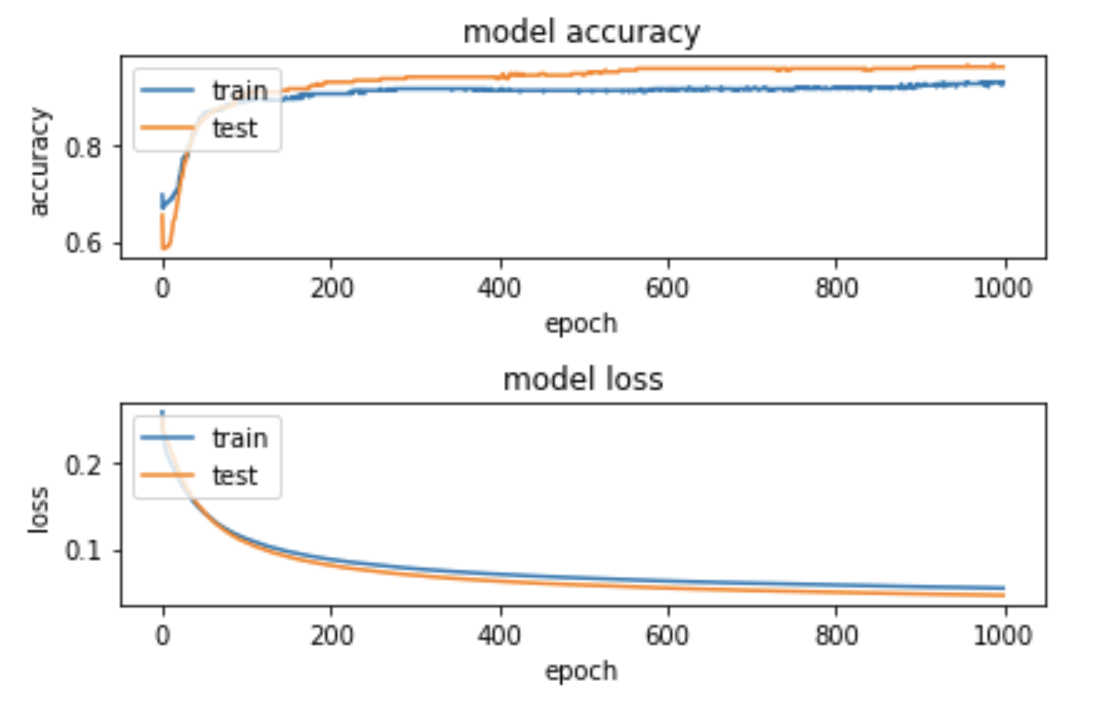 model accuracy
train
test
accuracy
0.8
0.6
0 200 400 600 800 1000
epoch
model loss
train
test
loss
0.2
0.1
0 200 400 600 800 1000
epoch